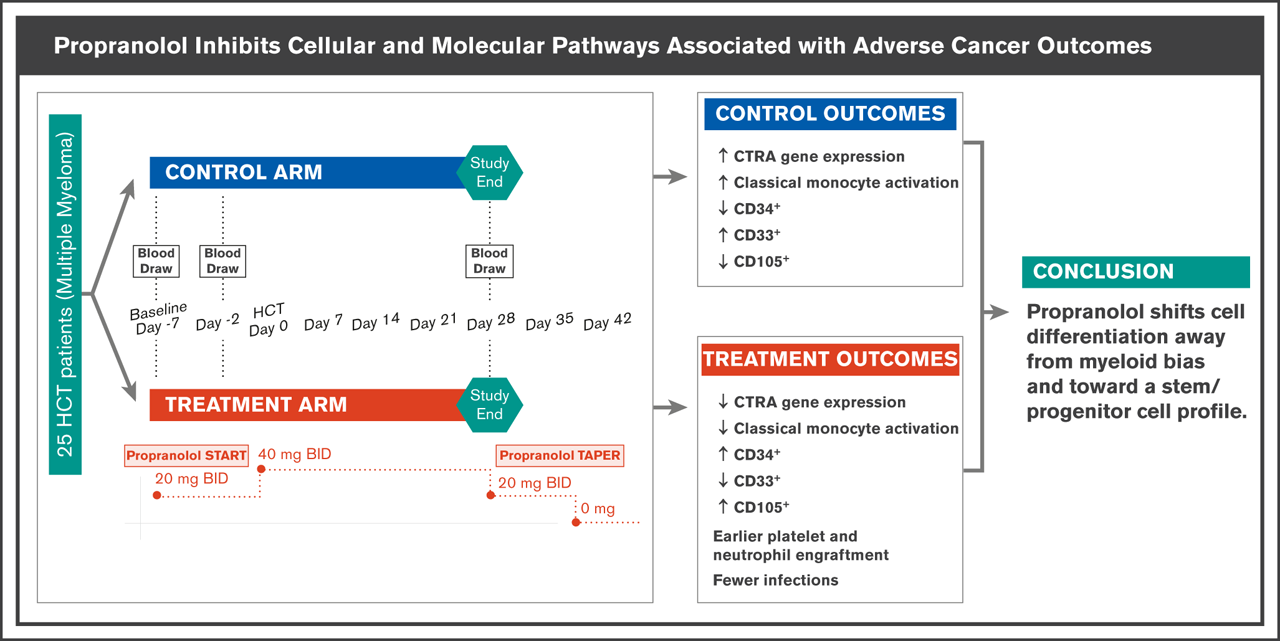 Propranolol Inhibits Cellular and Molecular Pathways Associated with Adverse Cancer Outcomes
25 HCT patients (Multiple Myeloma)
CONTROL ARM
Study
End
Blood
Draw
Blood
Draw
Blood
Draw
Baseline
Day -7
Day -2
HCT
Day 0
Day 7
Day 14
Day 21
Day 28
Day 35
Day 42
TREATMENT ARM
Study
End
Propranolol START
20 mg BID
40 mg BID
Propranolol TAPER
20 mg BID
0 mg
CONTROL OUTCOMES
↑ CTRA gene expression
↑ Classical monocyte activation
↓ CD34⁺
↑ CD33⁺
↓ CD105⁺
TREATMENT OUTCOMES
↓ CTRA gene expression
↓ Classical monocyte activation
↑ CD34⁺
↓ CD33⁺
↑ CD105⁺
Earlier platelet and
neutrophil engraftment
Fewer infections
CONCLUSION
Propranolol shifts cell
differentiation away
from myeloid bias
and toward a stem/
progenitor cell profile.